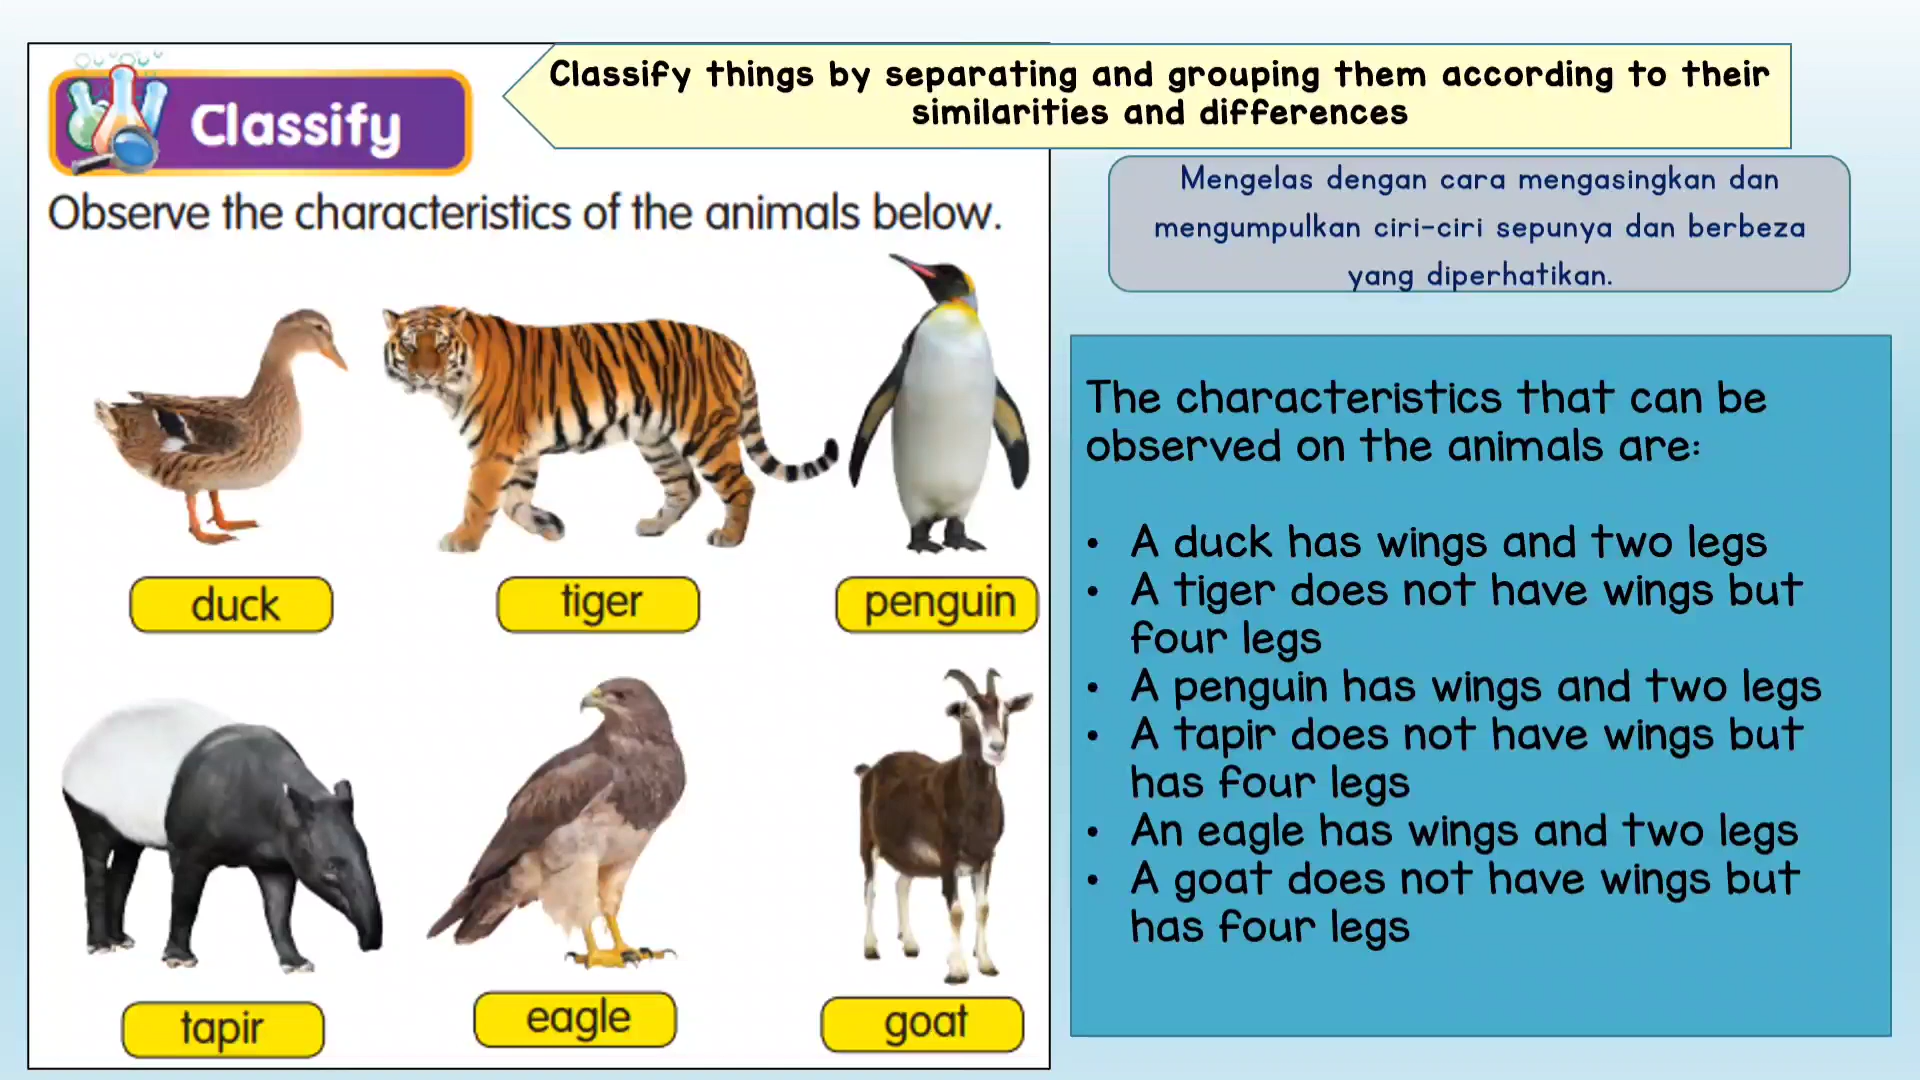 Classify
Classify things by separating and grouping them according to their
similarities and differences
Mengelas dengan cara mengasingkan dan
mengumpulkan ciri-ciri sepunya dan berbeza
yang diperhatikan.
Observe the characteristics of the animals below.
duck
tiger
penguin
tapir
eagle
goat
The characteristics that can be
observed on the animals are:
• A duck has wings and two legs
• A tiger does not have wings but
four legs
• A penguin has wings and two legs
• A tapir does not have wings but
has four legs
• An eagle has wings and two legs
• A goat does not have wings but
has four legs